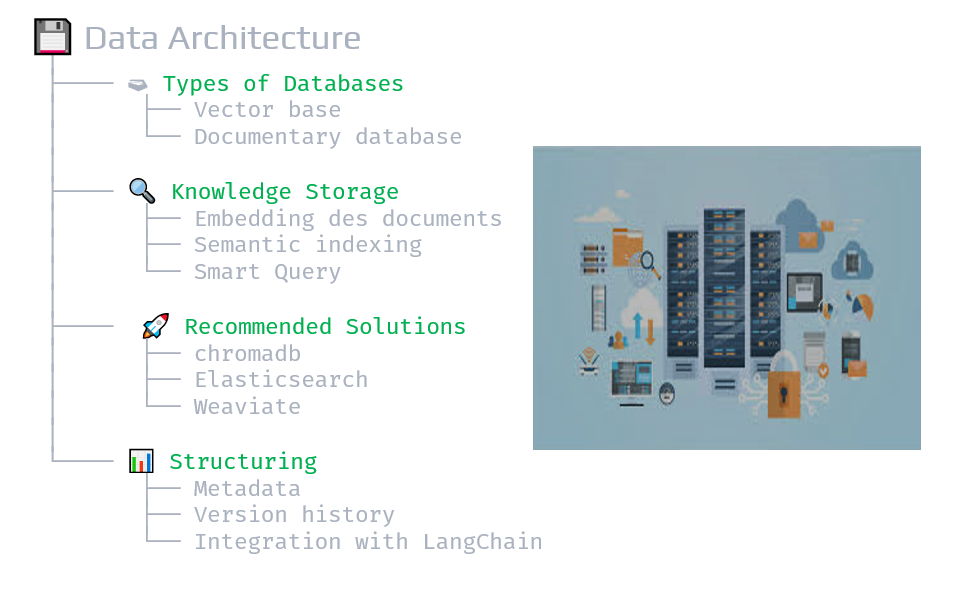 Data Architecture
Types of Databases
Vector base
Documentary database
Knowledge Storage
Embedding des documents
Semantic indexing
Smart Query
Recommended Solutions
chromadb
Elasticsearch
Weaviate
Structuring
Metadata
Version history
Integration with LangChain